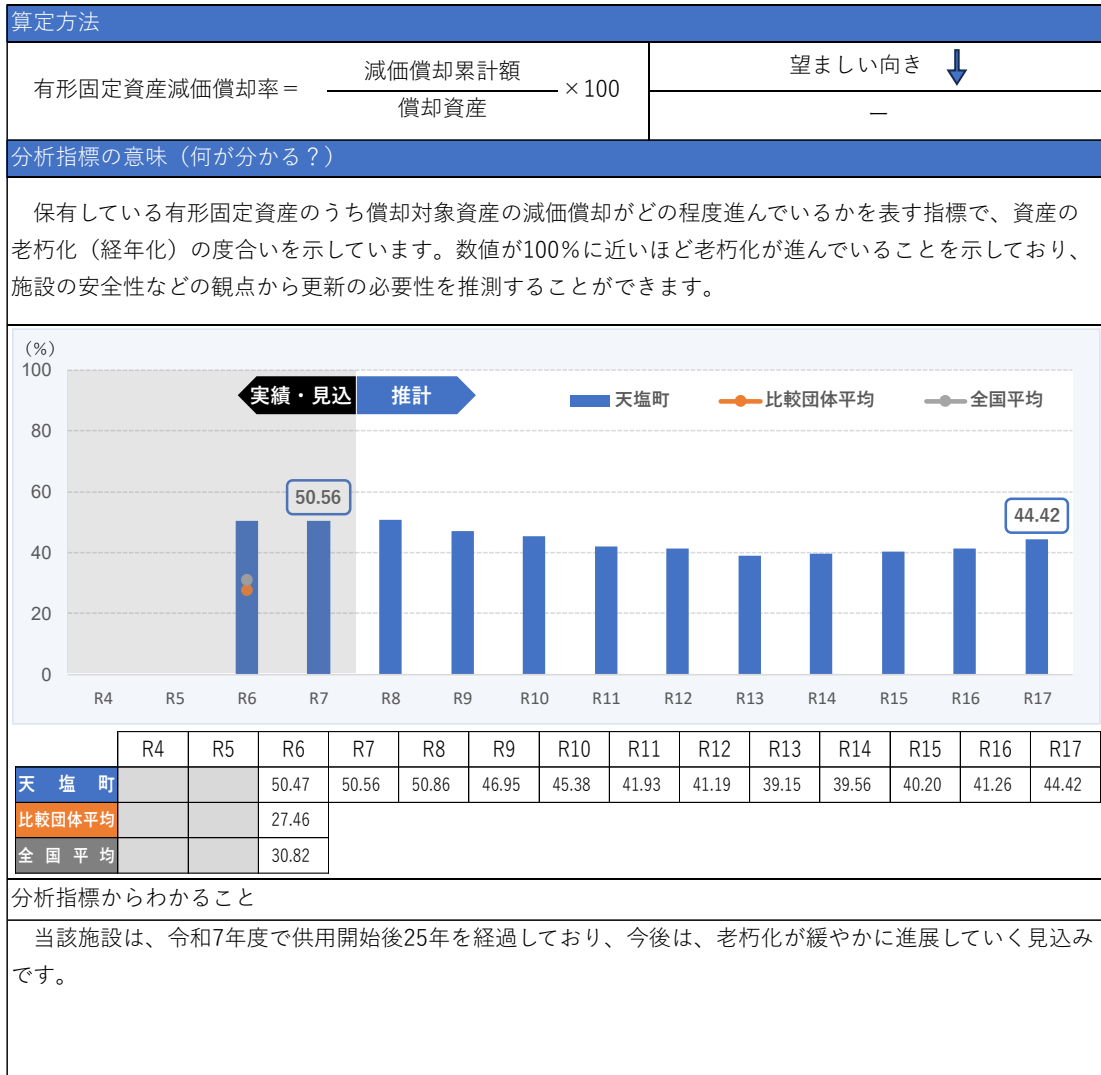 算定方法
有形固定資産減価償却率＝ 減価償却累計額 ×100
償却資産
望ましい向き
－
分析指標の意味（何が分かる？）
保有している有形固定資産のうち償却対象資産の減価償却がどの程度進んでいるかを表す指標で、資産の
老朽化（経年化）の度合いを示しています。数値が100％に近いほど老朽化が進んでいることを示しており、
施設の安全性などの観点から更新の必要性を推測することができます。
（%）
100
80
60
40
20
0
実績・見込 推計
天塩町 比較団体平均 全国平均
50.56
44.42
R4 R5 R6 R7 R8 R9 R10 R11 R12 R13 R14 R15 R16 R17
R4 R5 R6 R7 R8 R9 R10 R11 R12 R13 R14 R15 R16 R17
天塩町 50.47 50.56 50.86 46.95 45.38 41.93 41.19 39.15 39.56 40.20 41.26 44.42
比較団体平均 27.46
全国平均 30.82
分析指標からわかること
当該施設は、令和7年度で供用開始後25年を経過しており、今後は、老朽化が緩やかに進展していく見込み
です。